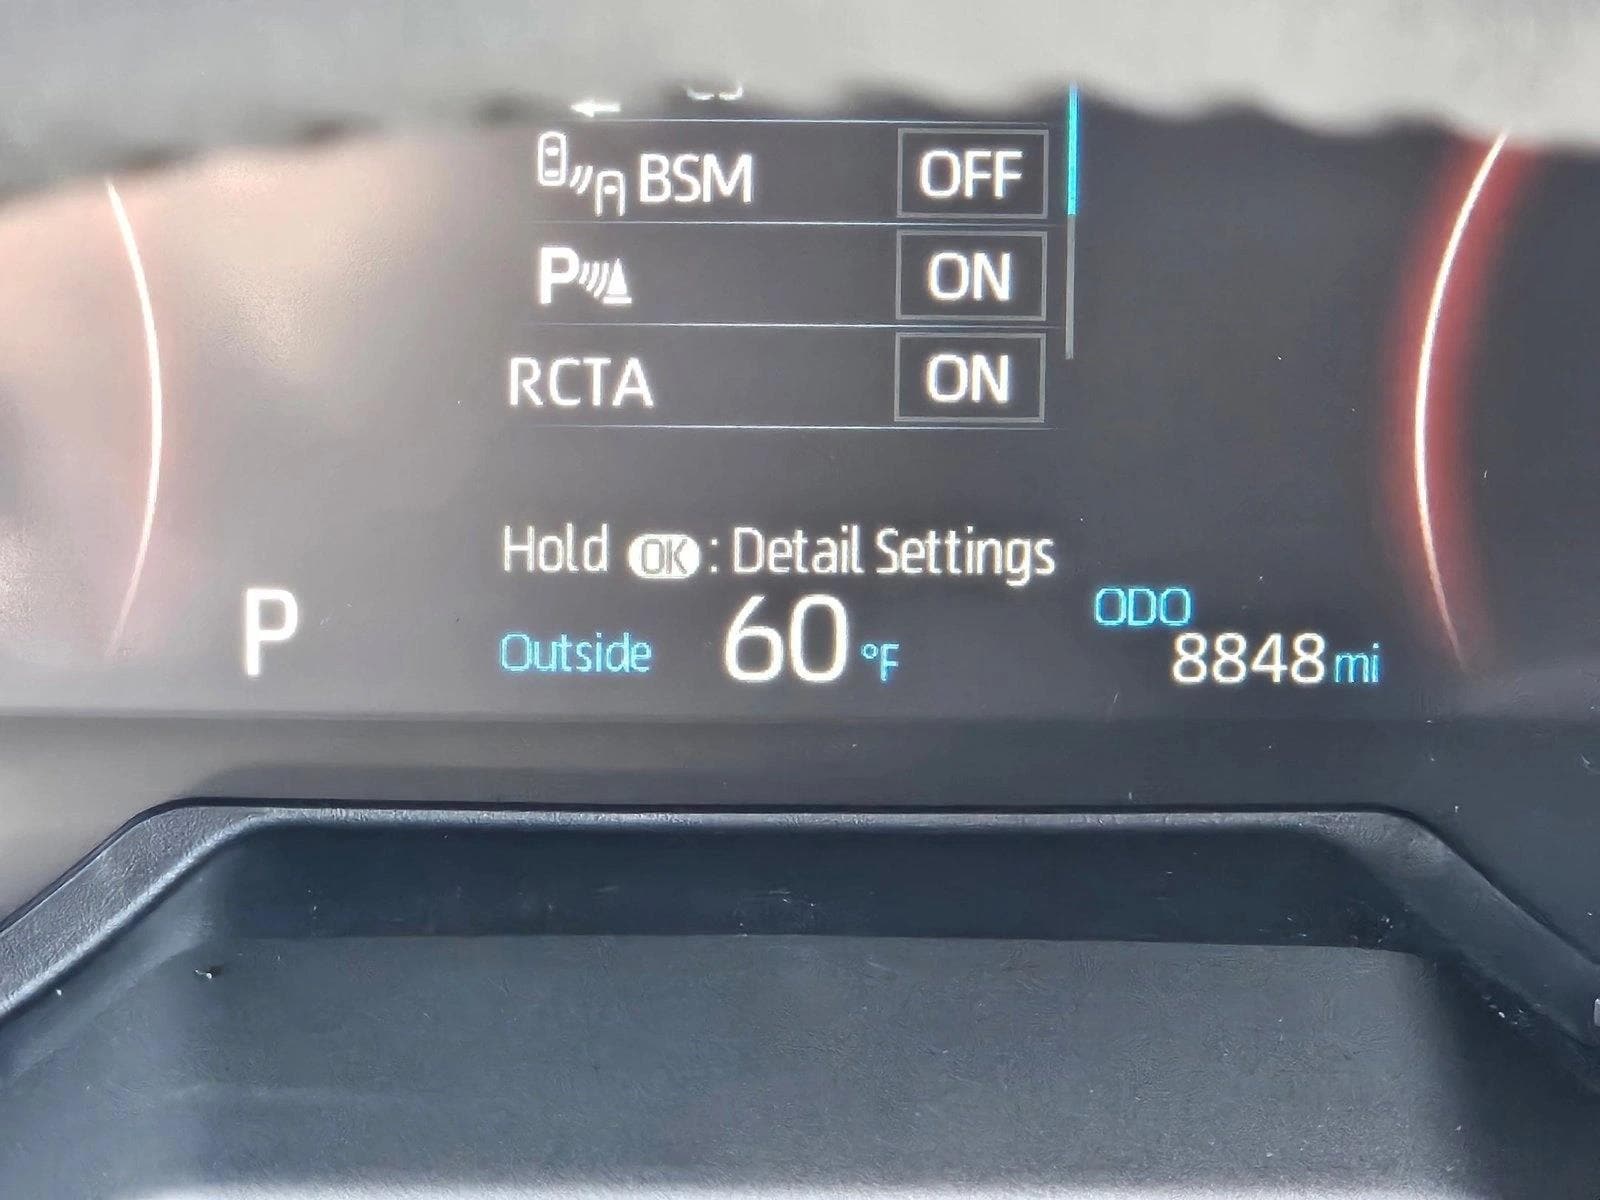 BSM OFF
P ON
RCTA ON
Hold OK : Detail Settings
P
Outside 60 °F
ODO
8848 mi